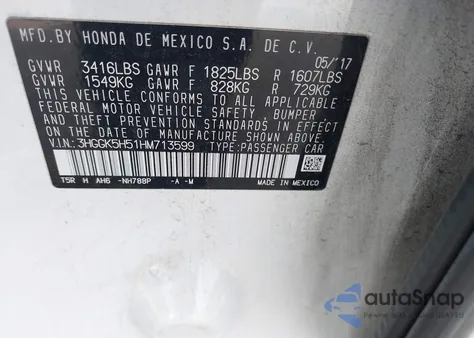 MFD.BY HONDA DE MEXICO S.A. DE C.V.
05/'17
GVWR 3416LBS GAWR F 1825LBS R 1607LBS
GVWR 1549KG GAWR F 828KG R 729KG
THIS VEHICLE CONFORMS TO ALL APPLICABLE
FEDERAL MOTOR VEHICLE SAFETY, BUMPER,
AND THEFT PREVENTION STANDARDS IN EFFECT
ON THE DATE OF MANUFACTURE SHOWN ABOVE.
V.I.N: 3HGGK5H51HM713599 TYPE:PASSENGER CAR
T5R H AH6 -NH788P -A -M
MADE IN MEXICO
autoSnap